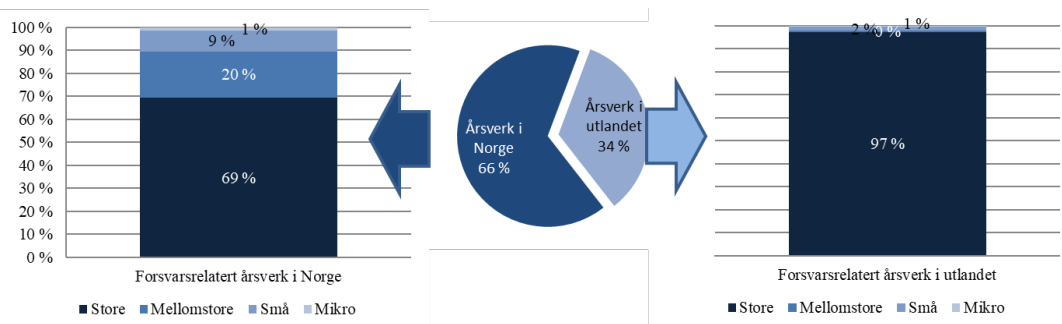 100 %
90 %
80 %
70 %
60 %
50 %
40 %
30 %
20 %
10 %
0 %
1 %
9 %
20 %
69 %
Forsvarsrelatert årsverk i Norge
Store Mellomstore Små Mikro
Årsverk i
Norge
66 %
Årsverk i
utlandet
34 %
1 %
2 % 0 %
97 %
Forsvarsrelatert årsverk i utlandet
Store Mellomstore Små Mikro